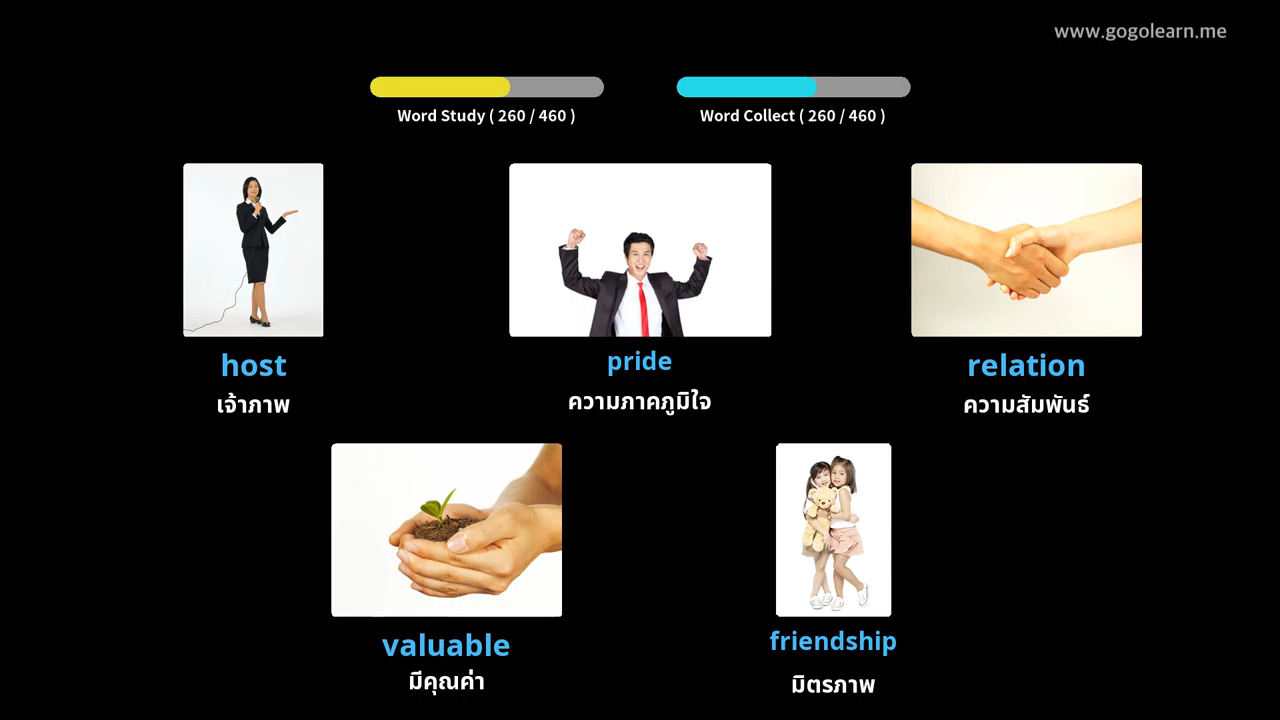 www.gogolearn.me
Word Study ( 260 / 460 )
Word Collect ( 260 / 460 )
host
เจ้าภาพ
pride
ความภาคภูมิใจ
relation
ความสัมพันธ์
valuable
มีคุณค่า
friendship
มิตรภาพ